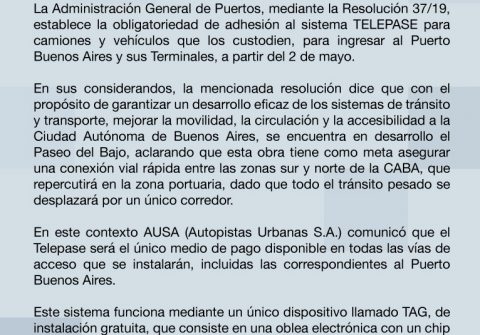 La Administración General de Puertos, mediante la Resolución 37/19,
establece la obligatoriedad de adhesión al sistema TELEPASE para
camiones y vehículos que los custodien, para ingresar al Puerto
Buenos Aires y sus Terminales, a partir del 2 de mayo.
En sus considerandos, la mencionada resolución dice que con el
propósito de garantizar un desarrollo eficaz de los sistemas de tránsito
y transporte, mejorar la movilidad, la circulación y la accesibilidad a la
Ciudad Autónoma de Buenos Aires, se encuentra en desarrollo el
Paseo del Bajo, aclarando que esta obra tiene como meta asegurar
una conexión vial rápida entre las zonas sur y norte de la CABA, que
repercutirá en la zona portuaria, dado que todo el tránsito pesado se
desplazará por un único corredor.
En este contexto AUSA (Autopistas Urbanas S.A.) comunicó que el
Telepase será el único medio de pago disponible en todas las vías de
acceso que se instalarán, incluidas las correspondientes al Puerto
Buenos Aires.
Este sistema funciona mediante un único dispositivo llamado TAG, de
instalación gratuita, que consiste en una oblea electrónica con un chip